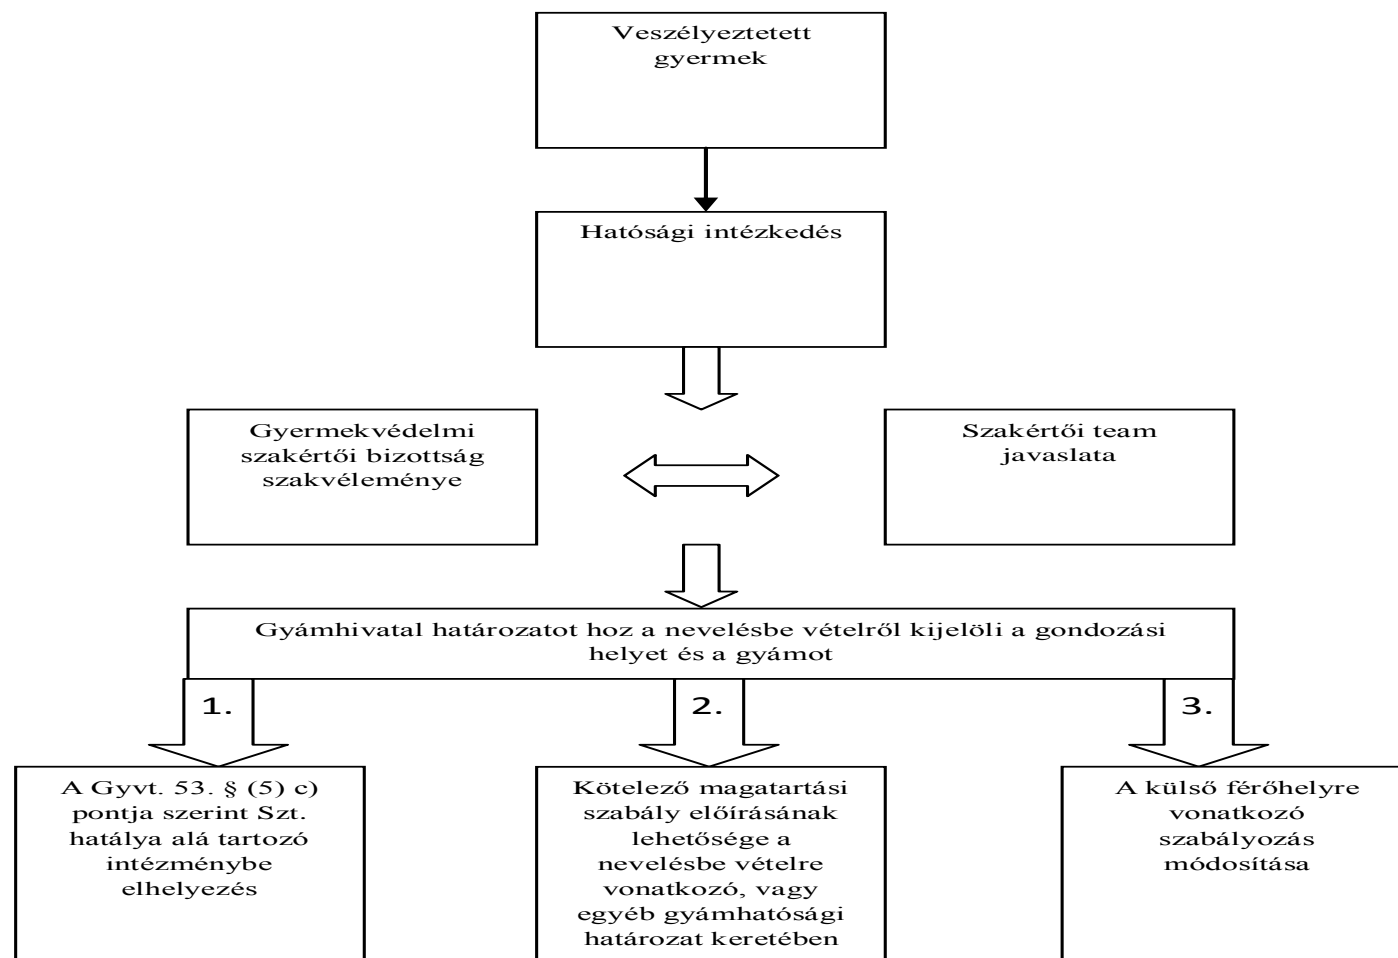 Veszélyeztetett
gyermek
Hatósági intézkedés
Gyermekvédelmi
szakértői bizottság
szakvéleménye
Szakértői team
javaslata
Gyámhivatal határozatot hoz a nevelésbe vételről kijelöli a gondozási
helyet és a gyámot
1.
2.
3.
A Gyvt. 53. § (5) c)
pontja szerint Szt.
hatálya alá tartozó
intézménybe
elhelyezés
Kötelező magatartási
szabály előírásának
lehetősége a
nevelésbe vételre
vonatkozó, vagy
egyéb gyámhatósági
határozat keretében
A külső férőhelyre
vonatkozó
szabályozás
módosítása